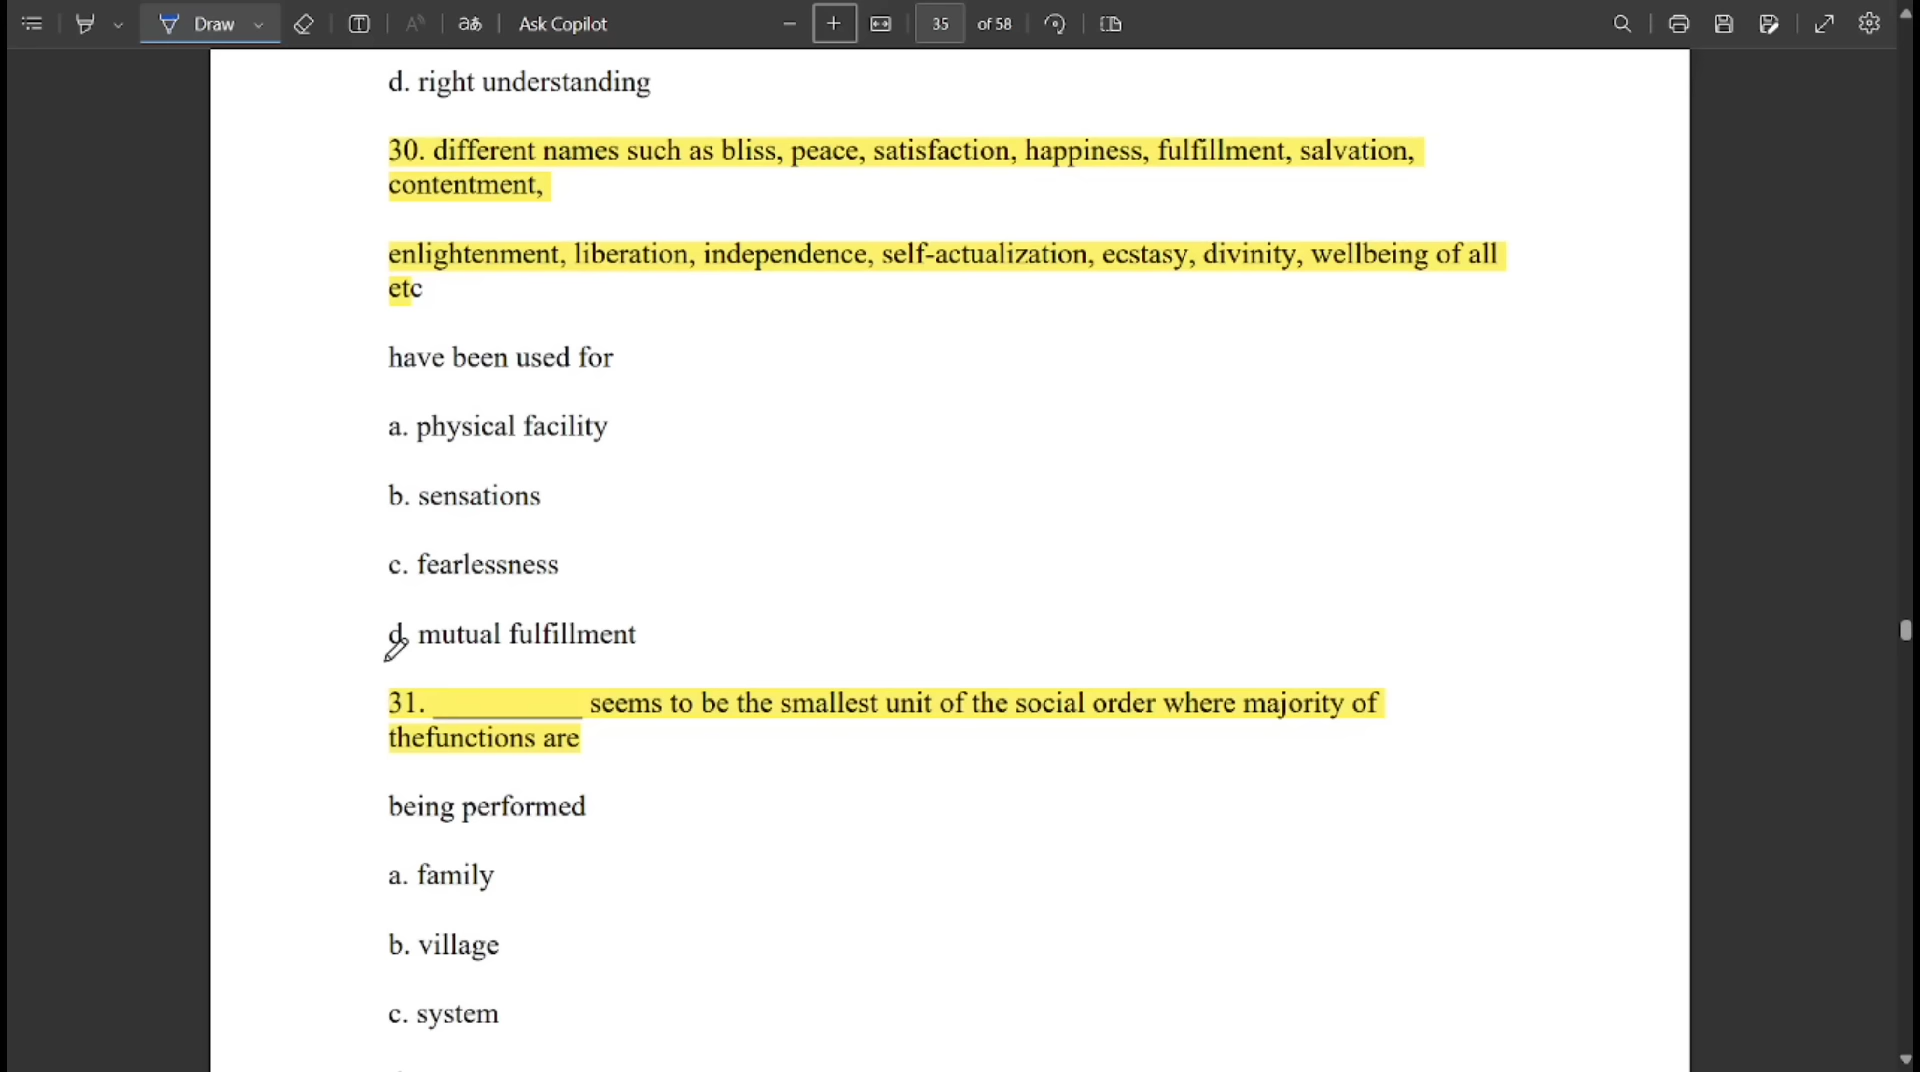 Draw
Ask Copilot
35 of 58
d. right understanding
30. different names such as bliss, peace, satisfaction, happiness, fulfillment, salvation,
contentment,
enlightenment, liberation, independence, self-actualization, ecstasy, divinity, wellbeing of all
etc
have been used for
a. physical facility
b. sensations
c. fearlessness
d. mutual fulfillment
31. __________ seems to be the smallest unit of the social order where majority of
thefunctions are
being performed
a. family
b. village
c. system